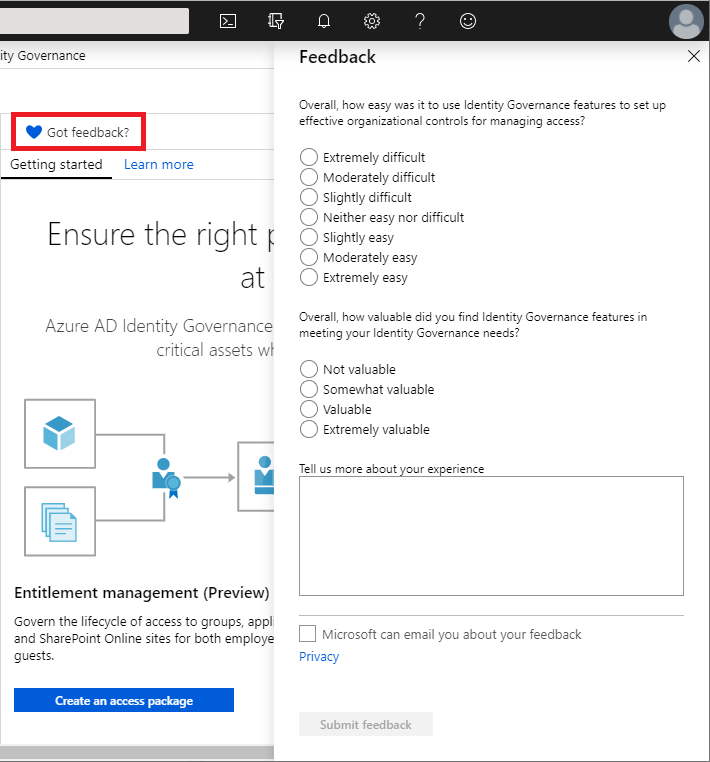 ity Governance
Got feedback?
Getting started
Learn more
Ensure the right p
at
Azure AD Identity Governance
critical assets wh
Entitlement management (Preview)
Govern the lifecycle of access to groups, appl
and SharePoint Online sites for both employe
guests.
Create an access package
Feedback
Overall, how easy was it to use Identity Governance features to set up
effective organizational controls for managing access?
Extremely difficult
Moderately difficult
Slightly difficult
Neither easy nor difficult
Slightly easy
Moderately easy
Extremely easy
Overall, how valuable did you find Identity Governance features in
meeting your Identity Governance needs?
Not valuable
Somewhat valuable
Valuable
Extremely valuable
Tell us more about your experience
Microsoft can email you about your feedback
Privacy
Submit feedback